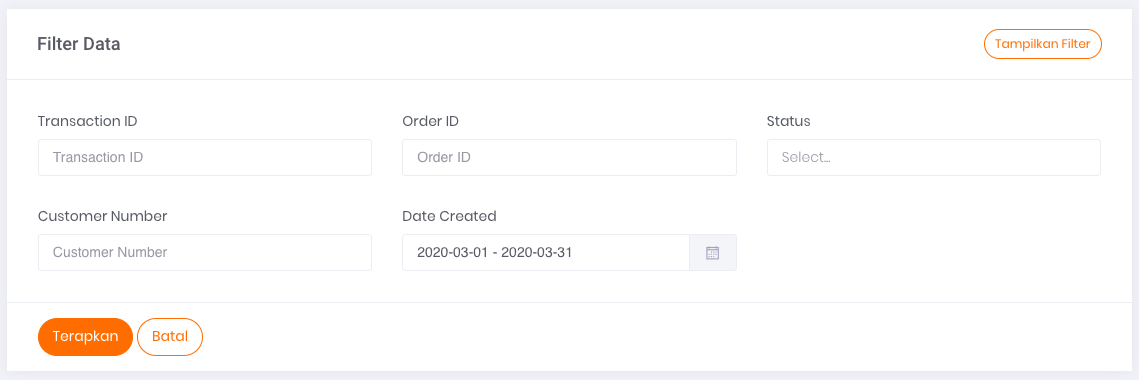 Filter Data
Tampilkan Filter
Transaction ID
Order ID
Status
Transaction ID
Order ID
Select...
Customer Number
Date Created
Customer Number
2020-03-01 - 2020-03-31
Terapkan
Batal